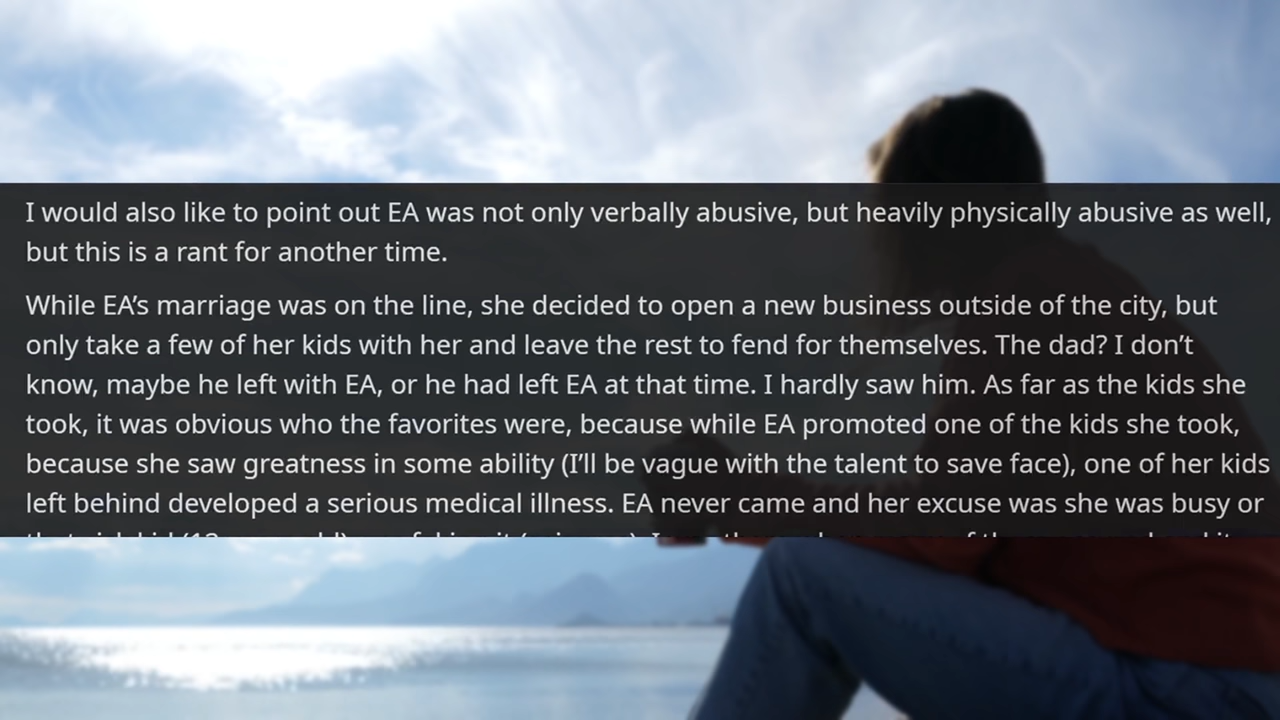 I would also like to point out EA was not only verbally abusive, but heavily physically abusive as well,
but this is a rant for another time.
While EA’s marriage was on the line, she decided to open a new business outside of the city, but
only take a few of her kids with her and leave the rest to fend for themselves. The dad? I don’t
know, maybe he left with EA, or he had left EA at that time. I hardly saw him. As far as the kids she
took, it was obvious who the favorites were, because while EA promoted one of the kids she took,
because she saw greatness in some ability (I’ll be vague with the talent to save face), one of her kids
left behind developed a serious medical illness. EA never came and her excuse was she was busy or